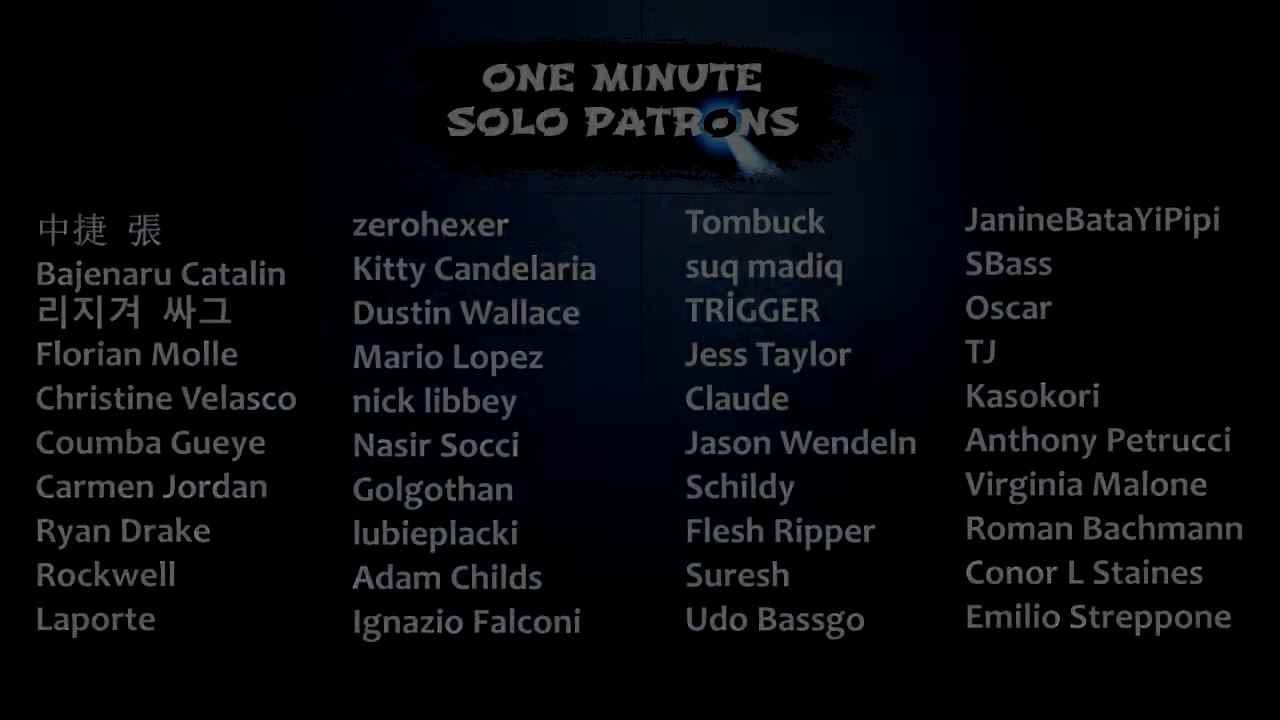 ONE MINUTE
SOLO PATRONS
中捷 張
Bajenaru Catalin
리지겨 싸그
Florian Molle
Christine Velasco
Coumba Gueye
Carmen Jordan
Ryan Drake
Rockwell
Laporte
zerohexer
Kitty Candelaria
Dustin Wallace
Mario Lopez
nick libbey
Nasir Socci
Golgothan
lubieplacki
Adam Childs
Ignazio Falconi
Tombuck
suq madiq
TRİGGER
Jess Taylor
Claude
Jason Wendeln
Schildy
Flesh Ripper
Suresh
Udo Bassgo
JanineBataYiPipi
SBass
Oscar
TJ
Kasokori
Anthony Petrucci
Virginia Malone
Roman Bachmann
Conor L Staines
Emilio Streppone